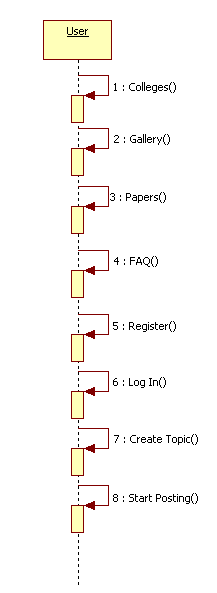 User
1 : Colleges()
2 : Gallery()
3 : Papers()
4 : FAQ()
5 : Register()
6 : Log In()
7 : Create Topic()
8 : Start Posting()